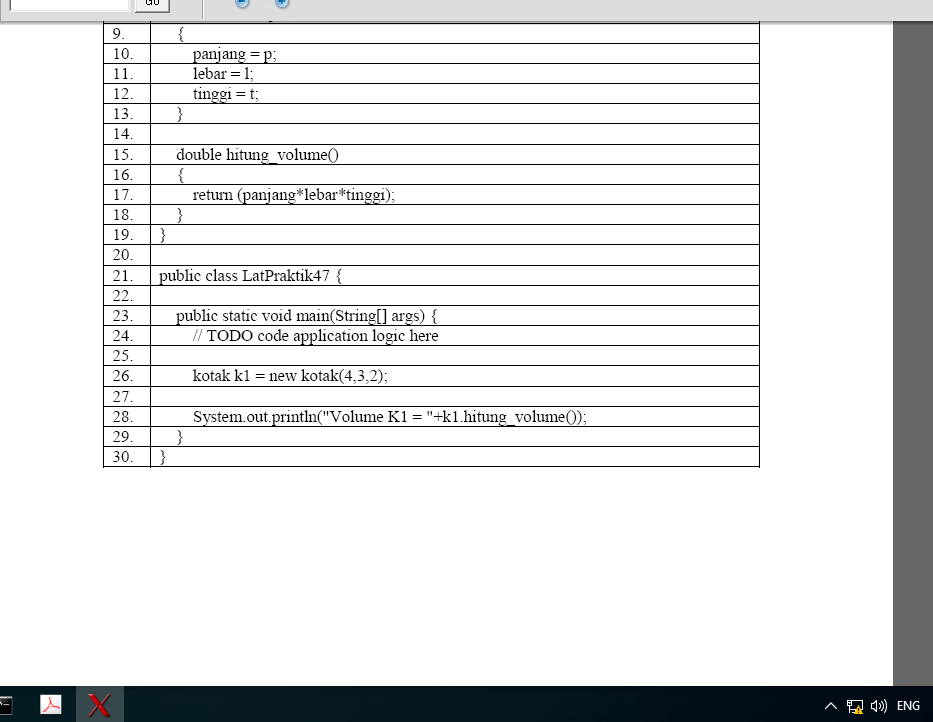 Go
9. {
10. panjang = p;
11. lebar = l;
12. tinggi = t;
13. }
14.
15. double hitung_volume()
16. {
17. return (panjang*lebar*tinggi);
18. }
19. }
20.
21. public class LatPraktik47 {
22.
23. public static void main(String[] args) {
24. // TODO code application logic here
25.
26. kotak k1 = new kotak(4,3,2);
27.
28. System.out.println("Volume K1 = "+k1.hitung_volume());
29. }
30. }
ENG